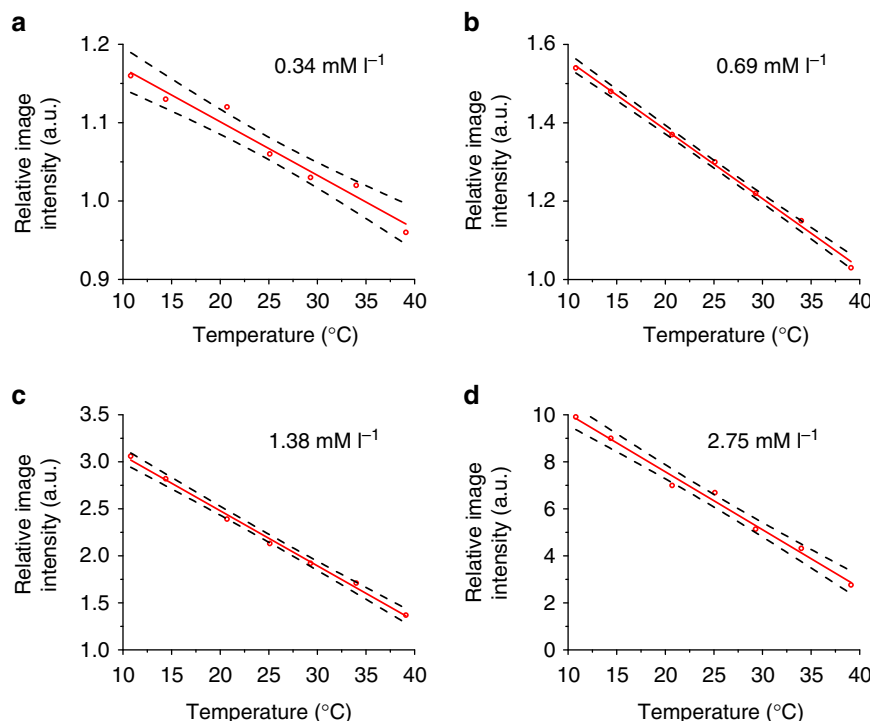 a
0.34 mM l⁻¹
Relative image
intensity (a.u.)
1.2
1.1
1.0
0.9
10 15 20 25 30 35 40
Temperature (°C)
b
0.69 mM l⁻¹
Relative image
intensity (a.u.)
1.6
1.4
1.2
1.0
10 15 20 25 30 35 40
Temperature (°C)
c
1.38 mM l⁻¹
Relative image
intensity (a.u.)
3.5
3.0
2.5
2.0
1.5
1.0
10 15 20 25 30 35 40
Temperature (°C)
d
2.75 mM l⁻¹
Relative image
intensity (a.u.)
10
8
6
4
2
0
10 15 20 25 30 35 40
Temperature (°C)